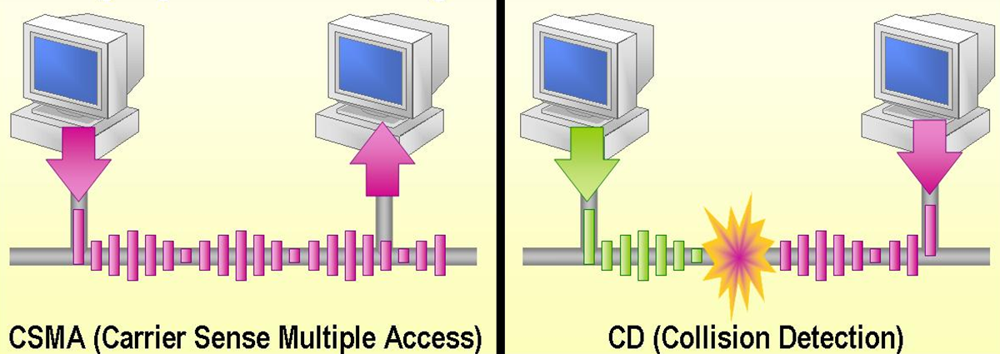 CSMA (Carrier Sense Multiple Access)
CD (Collision Detection)